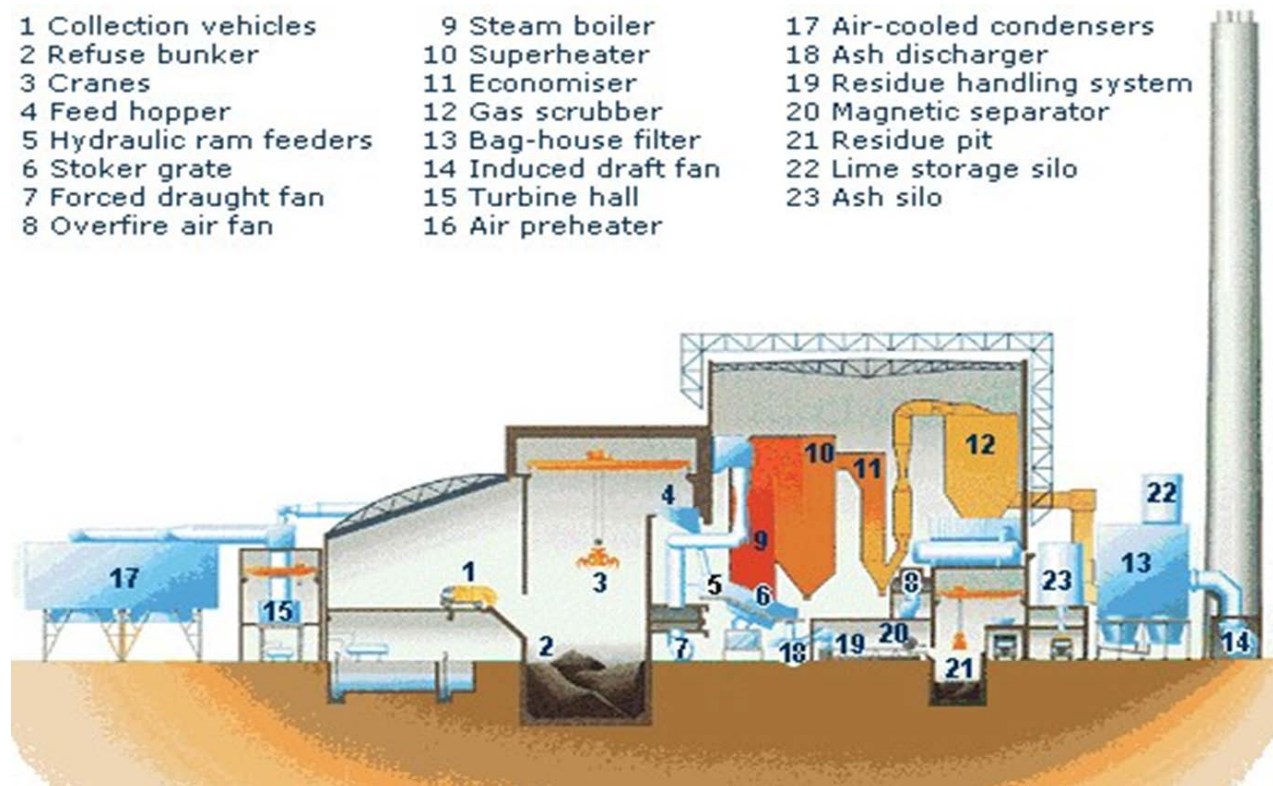 1 Collection vehicles
2 Refuse bunker
3 Cranes
4 Feed hopper
5 Hydraulic ram feeders
6 Stoker grate
7 Forced draught fan
8 Overfire air fan
9 Steam boiler
10 Superheater
11 Economiser
12 Gas scrubber
13 Bag-house filter
14 Induced draft fan
15 Turbine hall
16 Air preheater
17 Air-cooled condensers
18 Ash discharger
19 Residue handling system
20 Magnetic separator
21 Residue pit
22 Lime storage silo
23 Ash silo
10
11
12
4
22
9
13
17
1
3
5
6
8
23
15
2
7
18
19
20
21
14